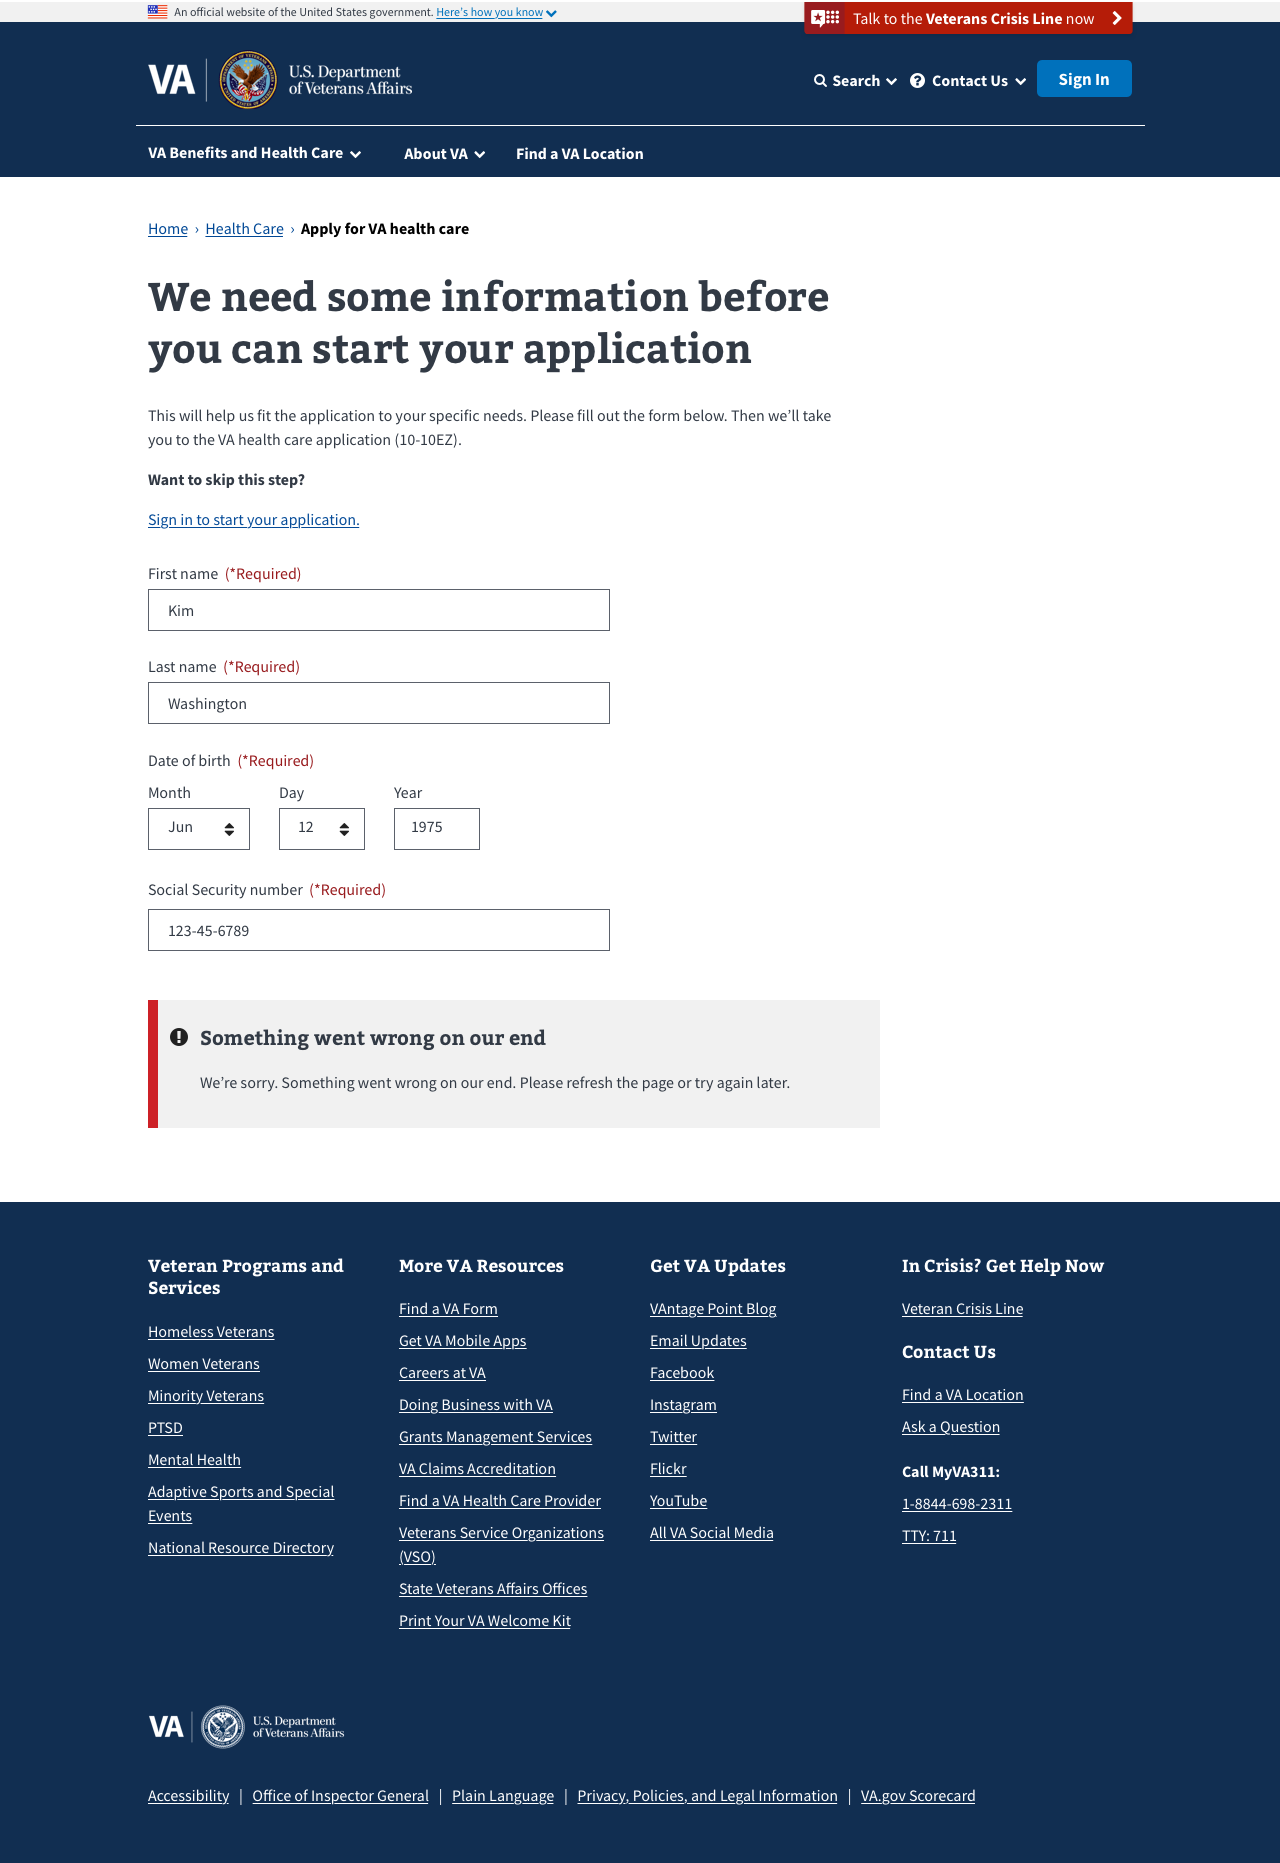 An official website of the United States government. Here's how you know
Talk to the Veterans Crisis Line now
VA
U.S. Department
of Veterans Affairs
Search
Contact Us
Sign In
VA Benefits and Health Care
About VA
Find a VA Location
Home › Health Care › Apply for VA health care
We need some information before
you can start your application
This will help us fit the application to your specific needs. Please fill out the form below. Then we'll take
you to the VA health care application (10-10EZ).
Want to skip this step?
Sign in to start your application.
First name (*Required)
Kim
Last name (*Required)
Washington
Date of birth (*Required)
Month Day Year
Jun 12 1975
Social Security number (*Required)
123-45-6789
Something went wrong on our end
We're sorry. Something went wrong on our end. Please refresh the page or try again later.
Veteran Programs and
Services
Homeless Veterans
Women Veterans
Minority Veterans
PTSD
Mental Health
Adaptive Sports and Special
Events
National Resource Directory
More VA Resources
Find a VA Form
Get VA Mobile Apps
Careers at VA
Doing Business with VA
Grants Management Services
VA Claims Accreditation
Find a VA Health Care Provider
Veterans Service Organizations
(VSO)
State Veterans Affairs Offices
Print Your VA Welcome Kit
Get VA Updates
VAntage Point Blog
Email Updates
Facebook
Instagram
Twitter
Flickr
YouTube
All VA Social Media
In Crisis? Get Help Now
Veteran Crisis Line
Contact Us
Find a VA Location
Ask a Question
Call MyVA311:
1-8844-698-2311
TTY: 711
VA
U.S. Department
of Veterans Affairs
Accessibility | Office of Inspector General | Plain Language | Privacy, Policies, and Legal Information | VA.gov Scorecard